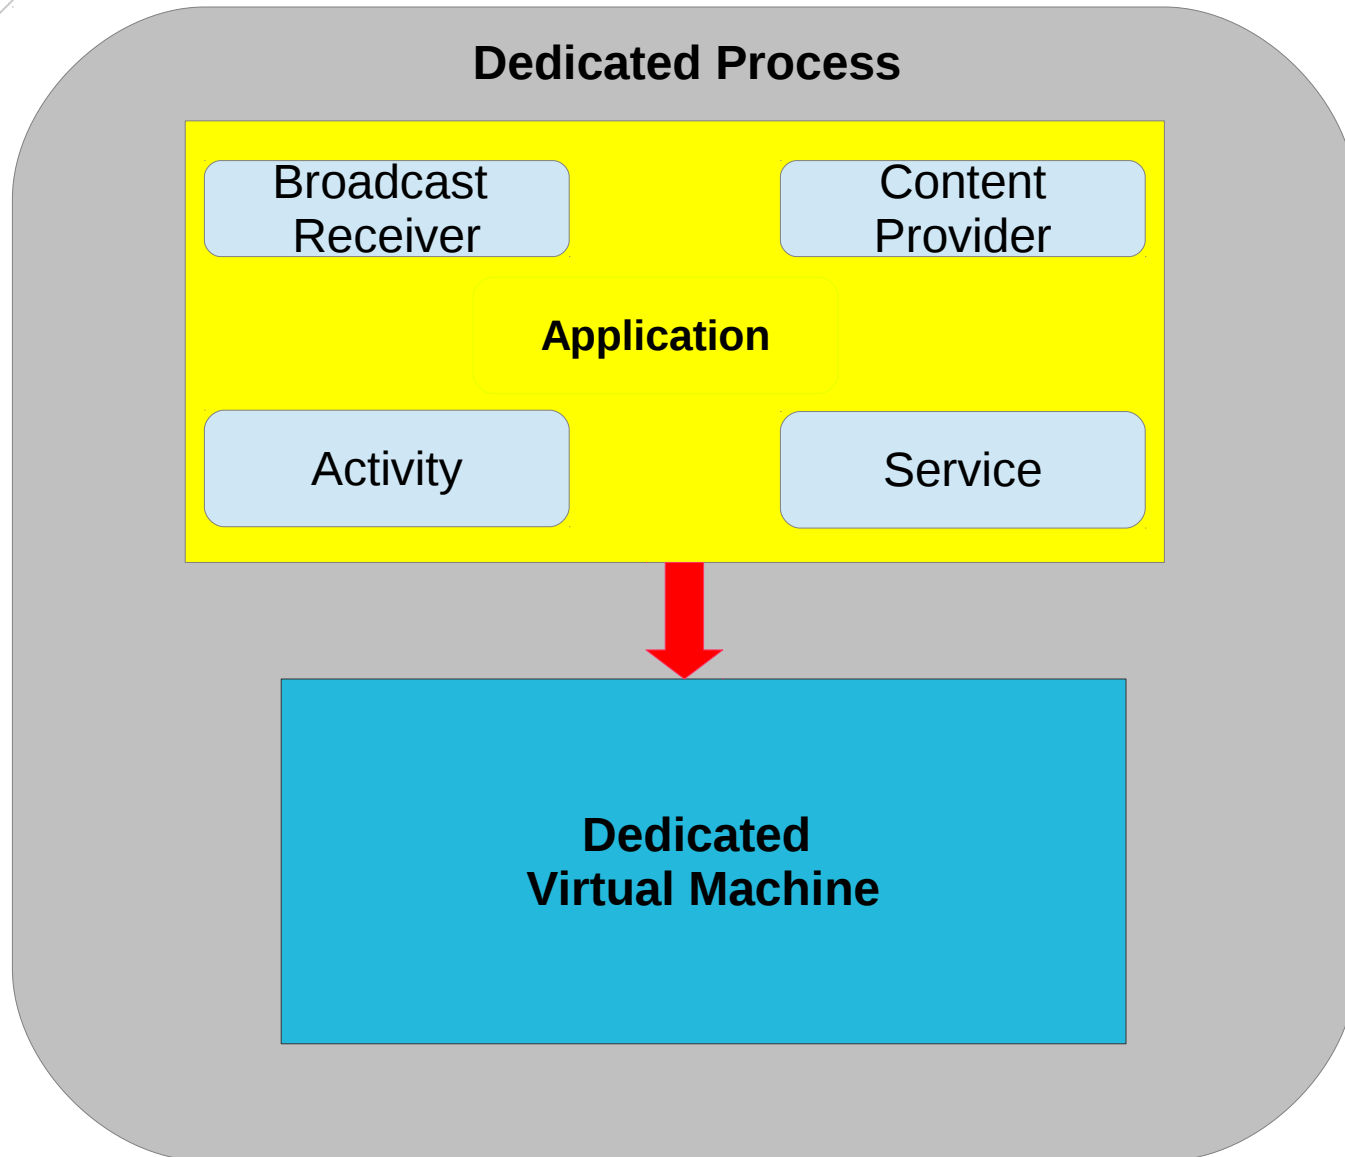 Dedicated Process
Broadcast
Receiver
Content
Provider
Application
Activity
Service
Dedicated
Virtual Machine